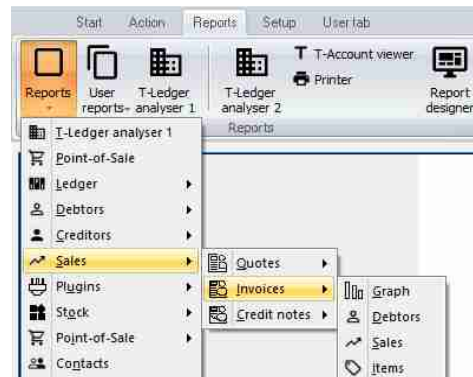 Start Action Reports Setup User tab
Reports
User reports
T-Ledger analyser 1
T-Ledger analyser 2
T-Account viewer
Printer
Report designer
Reports
T-Ledger analyser 1
Point-of-Sale
Ledger
Debtors
Creditors
Sales
Plugins
Stock
Point-of-Sale
Contacts
Quotes
Invoices
Credit notes
Graph
Debtors
Sales
Items